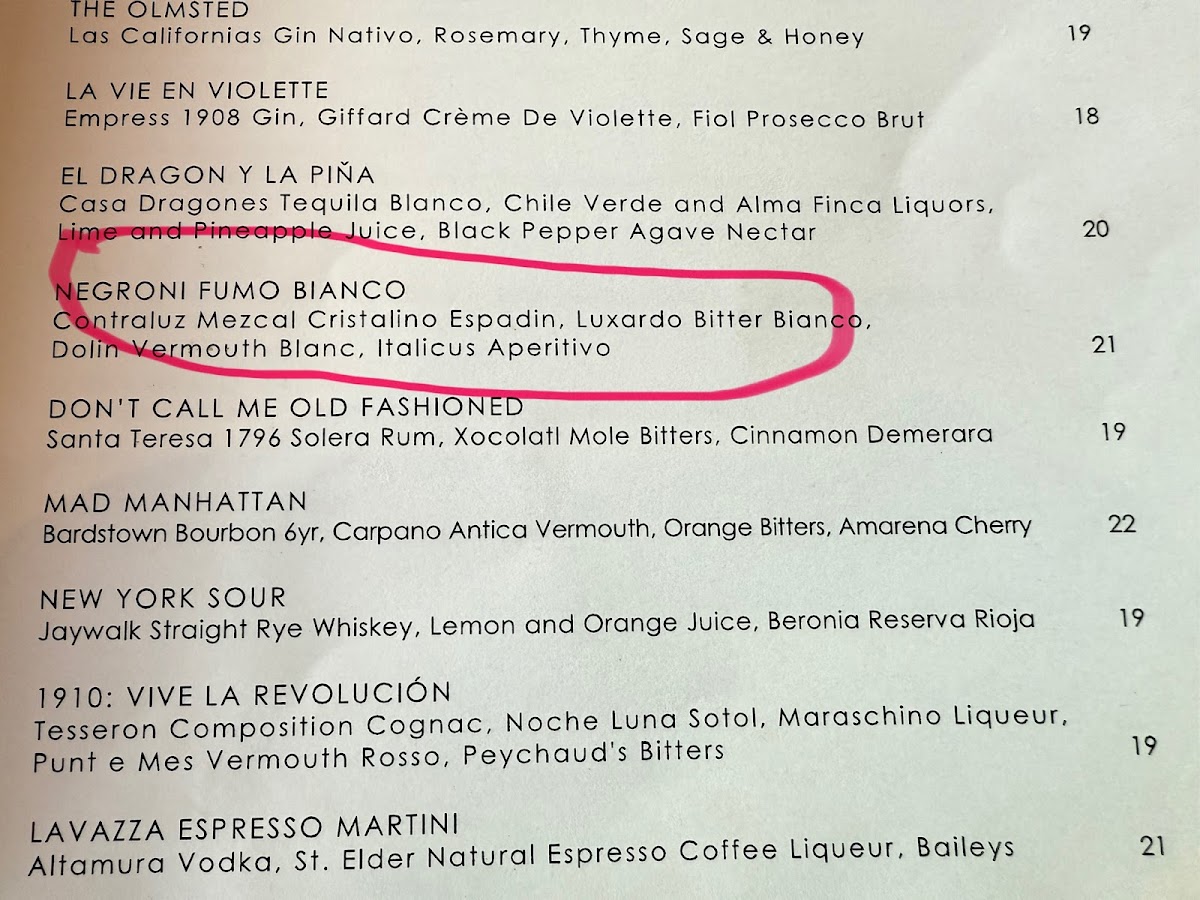 THE OLMSTED
Las Californias Gin Nativo, Rosemary, Thyme, Sage & Honey 19
LA VIE EN VIOLETTE
Empress 1908 Gin, Giffard Crème De Violette, Fiol Prosecco Brut 18
EL DRAGON Y LA PIŇA
Casa Dragones Tequila Blanco, Chile Verde and Alma Finca Liquors,
Lime and Pineapple Juice, Black Pepper Agave Nectar 20
NEGRONI FUMO BIANCO
Contraluz Mezcal Cristalino Espadin, Luxardo Bitter Bianco,
Dolin Vermouth Blanc, Italicus Aperitivo 21
DON'T CALL ME OLD FASHIONED
Santa Teresa 1796 Solera Rum, Xocolatl Mole Bitters, Cinnamon Demerara 19
MAD MANHATTAN
Bardstown Bourbon 6yr, Carpano Antica Vermouth, Orange Bitters, Amarena Cherry 22
NEW YORK SOUR
Jaywalk Straight Rye Whiskey, Lemon and Orange Juice, Beronia Reserva Rioja 19
1910: VIVE LA REVOLUCIÓN
Tesseron Composition Cognac, Noche Luna Sotol, Maraschino Liqueur,
Punt e Mes Vermouth Rosso, Peychaud's Bitters 19
LAVAZZA ESPRESSO MARTINI
Altamura Vodka, St. Elder Natural Espresso Coffee Liqueur, Baileys 21